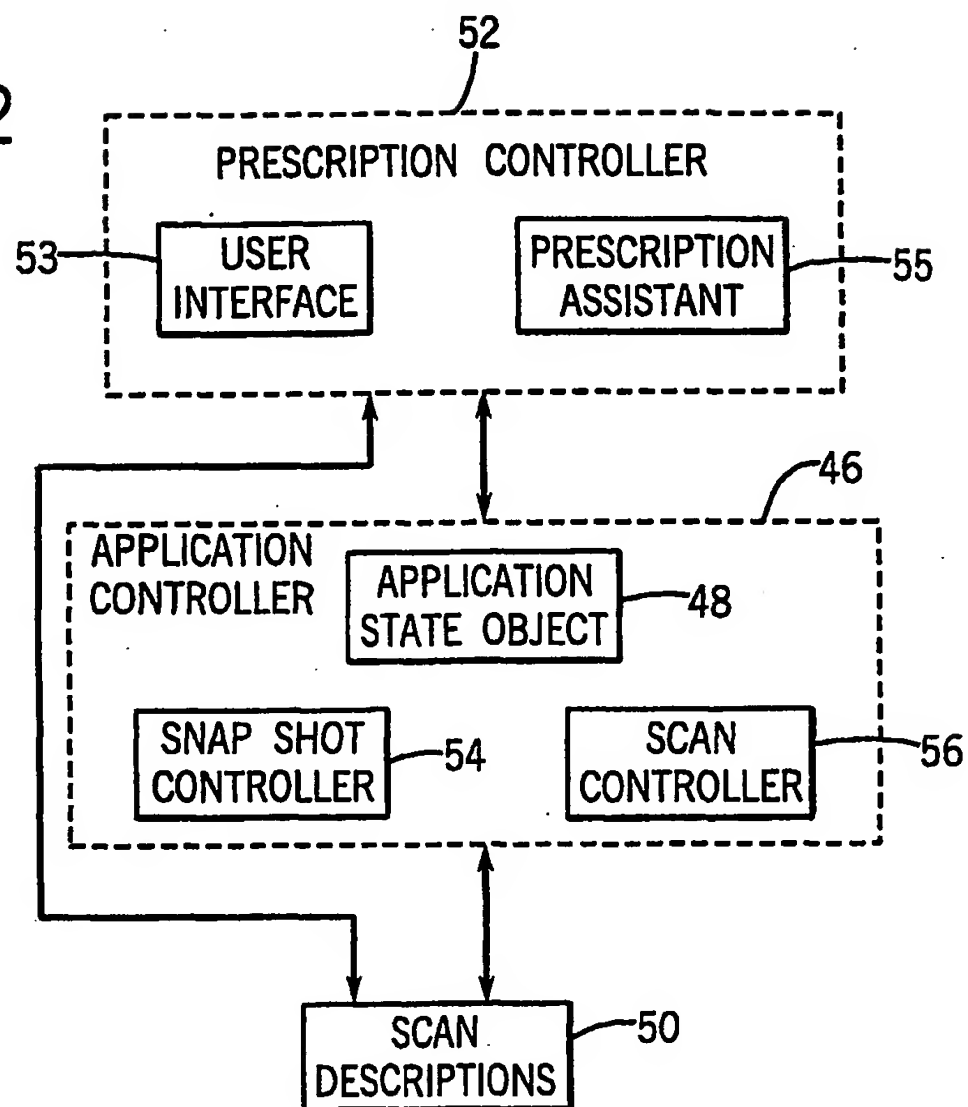 52
2
PRESCRIPTION CONTROLLER
53
USER
INTERFACE
PRESCRIPTION
ASSISTANT
55
46
APPLICATION
CONTROLLER
APPLICATION
STATE OBJECT
48
SNAP SHOT
CONTROLLER
54
SCAN
CONTROLLER
56
SCAN
DESCRIPTIONS
50